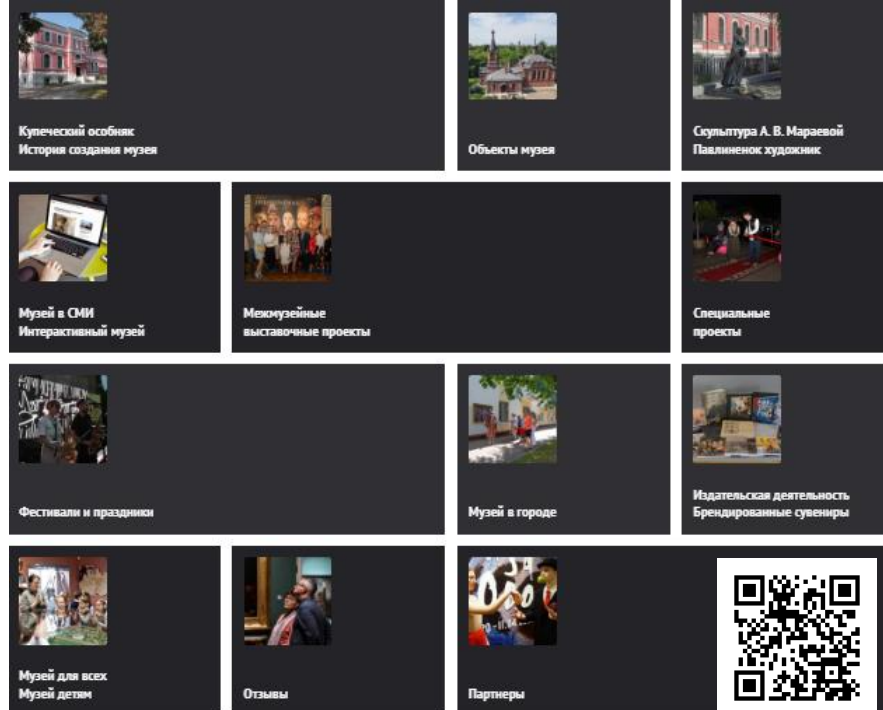 Купеческий особняк
История создания музея
Объекты музея
Скульптура А. В. Мараевой
Павлиненок художник
Музей в СМИ
Интерактивный музей
Межмузейные
выставочные проекты
Специальные
проекты
Фестивали и праздники
Музей в городе
Издательская деятельность
Брендированные сувениры
Музей для всех
Музей детям
Отзывы
Партнеры